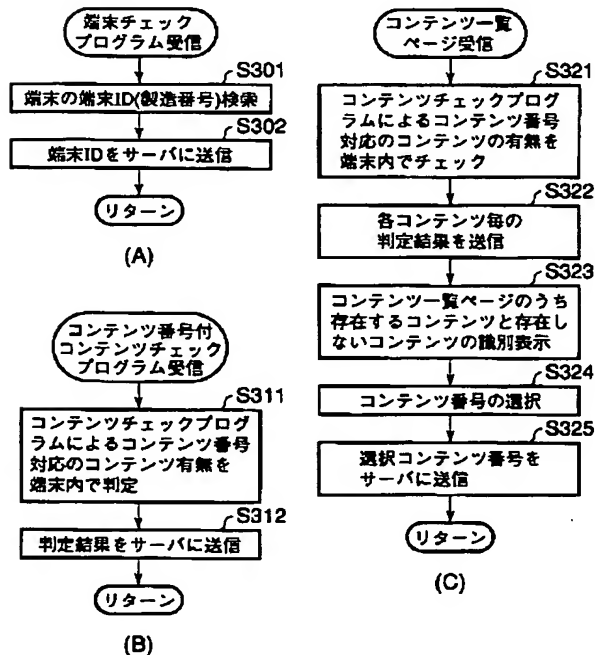 端末チェック
プログラム受信
S301
端末の端末ID(製造番号)検索
S302
端末IDをサーバに送信
リターン
(A)
コンテンツ番号付
コンテンツチェック
プログラム受信
S311
コンテンツチェックプログ
ラムによるコンテンツ番号
対応のコンテンツ有無を
端末内で判定
S312
判定結果をサーバに送信
リターン
(B)
コンテンツ一覧
ページ受信
S321
コンテンツチェックプログ
ラムによるコンテンツ番号
対応のコンテンツの有無を
端末内でチェック
S322
各コンテンツ毎の
判定結果を送信
S323
コンテンツ一覧ページのうち
存在するコンテンツと存在し
ないコンテンツの識別表示
S324
コンテンツ番号の選択
S325
選択コンテンツ番号を
サーバに送信
リターン
(C)